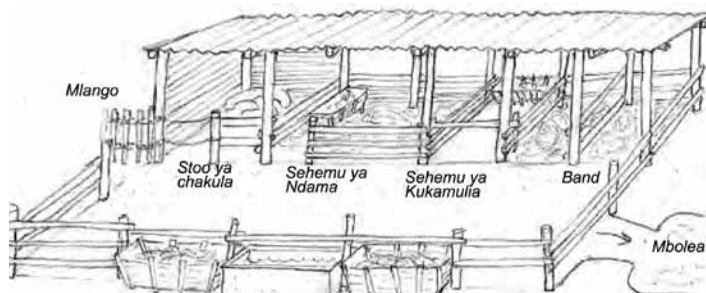 Mlango
Stoo ya
chakula
Sehemu ya
Ndama
Sehemu ya
Kukamulia
Band
Mbolea